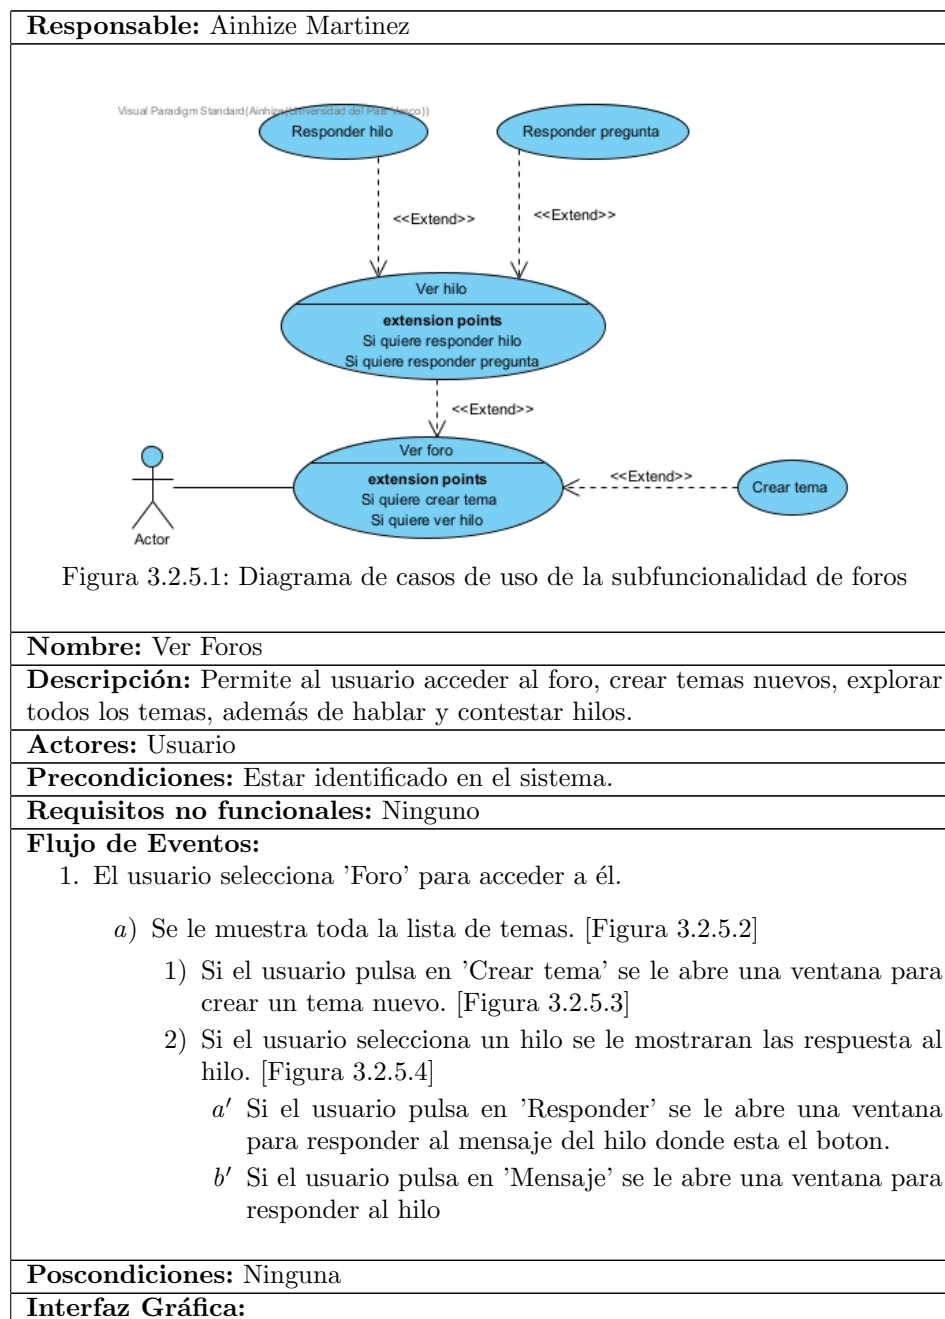 Responsable: Ainhize Martinez
Visual Paradigm Standard(Ainhize(Universidad del Pais Vasco))
Responder hilo
Responder pregunta
<<Extend>>
<<Extend>>
Ver hilo
extension points
Si quiere responder hilo
Si quiere responder pregunta
<<Extend>>
Ver foro
extension points
Si quiere crear tema
Si quiere ver hilo
<<Extend>>
Crear tema
Actor
Figura 3.2.5.1: Diagrama de casos de uso de la subfuncionalidad de foros
Nombre: Ver Foros
Descripción: Permite al usuario acceder al foro, crear temas nuevos, explorar
todos los temas, además de hablar y contestar hilos.
Actores: Usuario
Precondiciones: Estar identificado en el sistema.
Requisitos no funcionales: Ninguno
Flujo de Eventos:
1. El usuario selecciona ’Foro’ para acceder a él.
a) Se le muestra toda la lista de temas. [Figura 3.2.5.2]
1) Si el usuario pulsa en ’Crear tema’ se le abre una ventana para
crear un tema nuevo. [Figura 3.2.5.3]
2) Si el usuario selecciona un hilo se le mostraran las respuesta al
hilo. [Figura 3.2.5.4]
a′ Si el usuario pulsa en ’Responder’ se le abre una ventana
para responder al mensaje del hilo donde esta el boton.
b′ Si el usuario pulsa en ’Mensaje’ se le abre una ventana para
responder al hilo
Poscondiciones: Ninguna
Interfaz Gráfica: